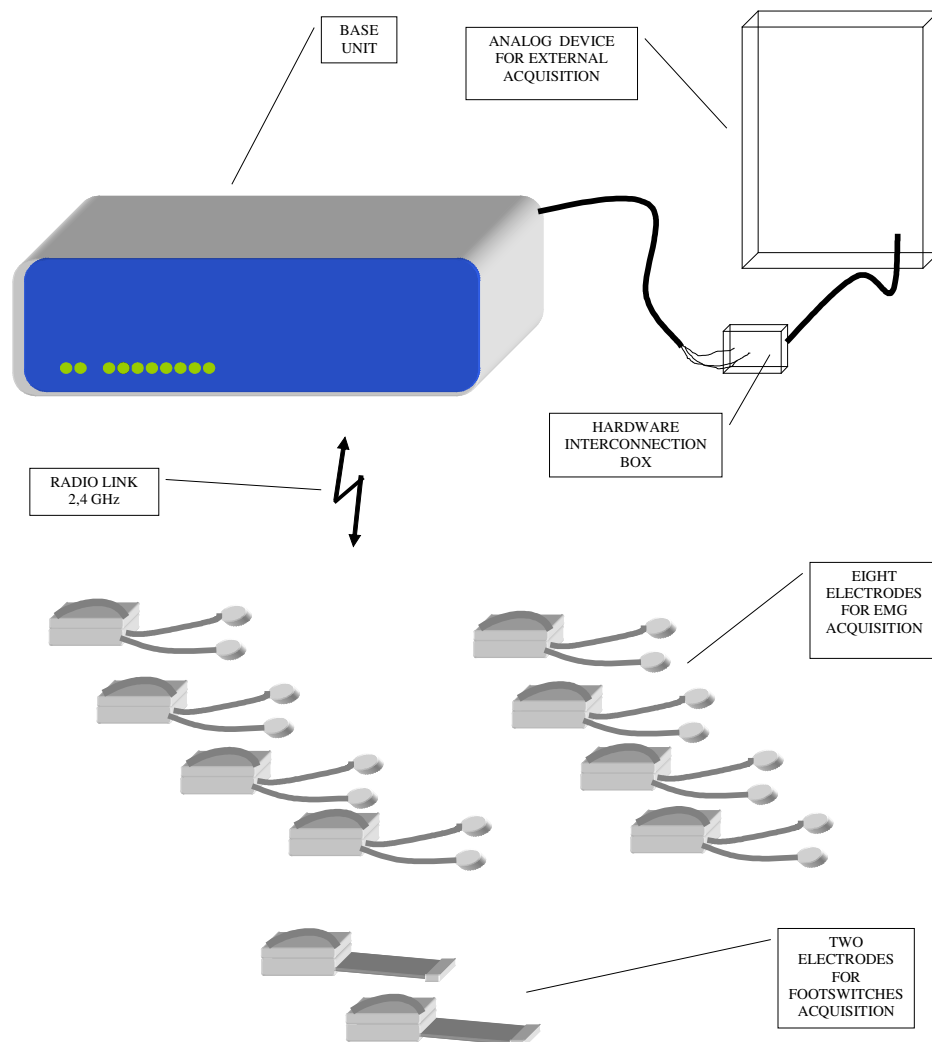 BASE
UNIT
ANALOG DEVICE
FOR EXTERNAL
ACQUISITION
HARDWARE
INTERCONNECTION
BOX
RADIO LINK
2,4 GHz
EIGHT
ELECTRODES
FOR EMG
ACQUISITION
TWO
ELECTRODES
FOR
FOOTSWITCHES
ACQUISITION